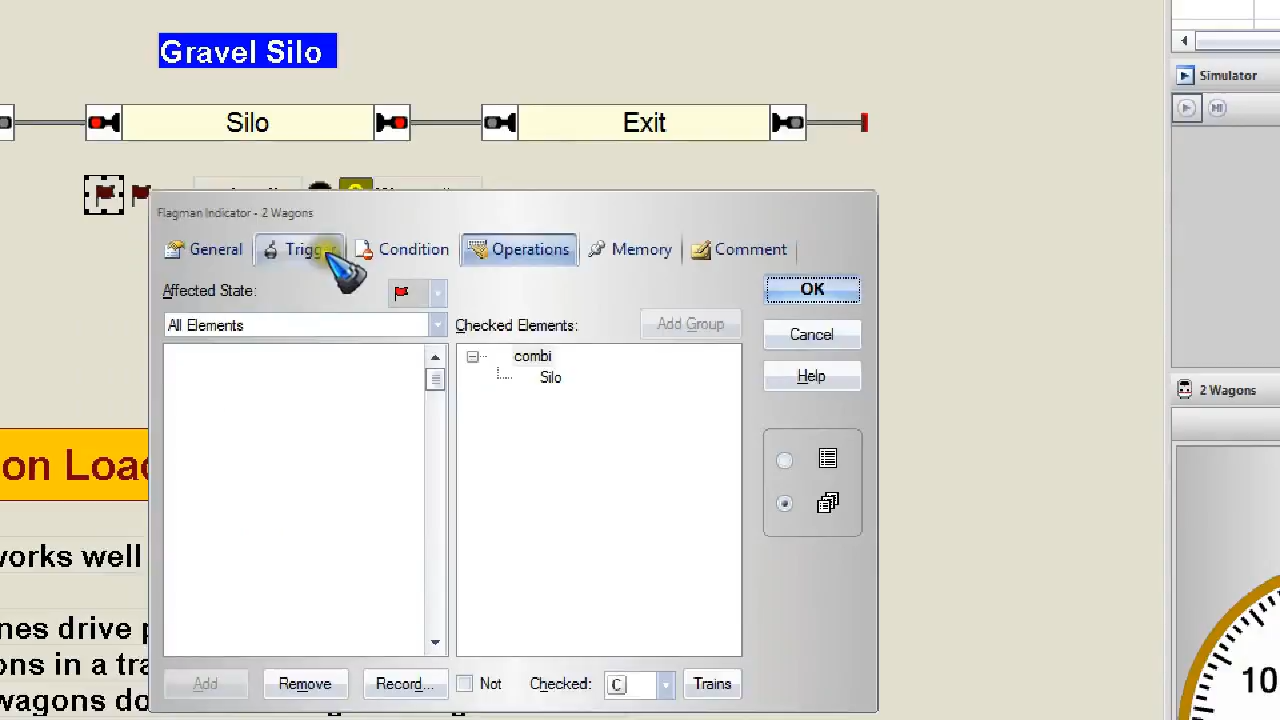 Gravel Silo
Simulator
Silo
Exit
Flagman Indicator - 2 Wagons
General
Trigger
Condition
Operations
Memory
Comment
Affected State:
OK
All Elements
Checked Elements:
Add Group
Cancel
combi
Silo
Help
2 Wagons
on Load
works well
nes drive
ons in a tra
wagons do
Add
Remove
Record...
Not
Checked:
C
Trains
10